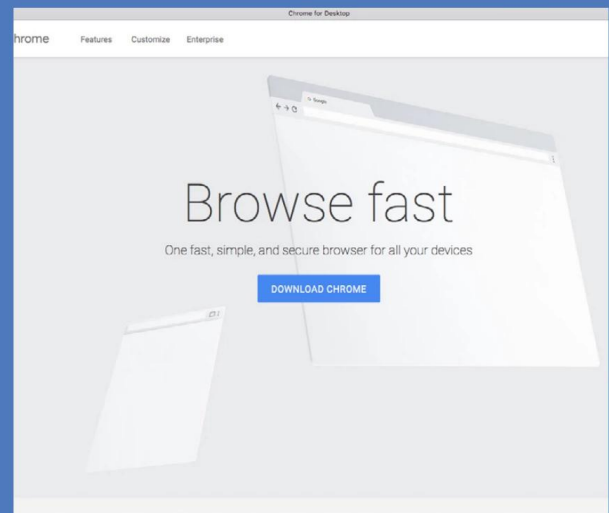 Chrome for Desktop
hrome Features Customize Enterprise
Google
Browse fast
One fast, simple, and secure browser for all your devices
DOWNLOAD CHROME